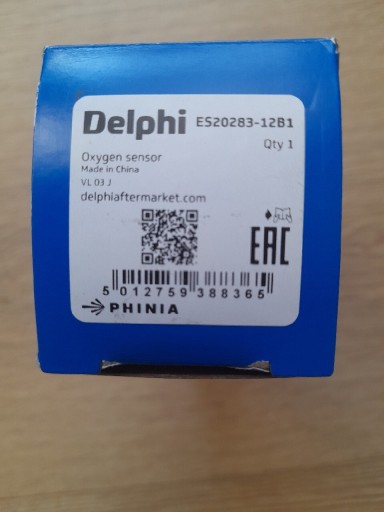 Delphi ES20283-12B1
Qty 1
Oxygen sensor
Made in China
VL 03 J
delphiaftermarket.com
EAC
5 012759 388365
PHINIA